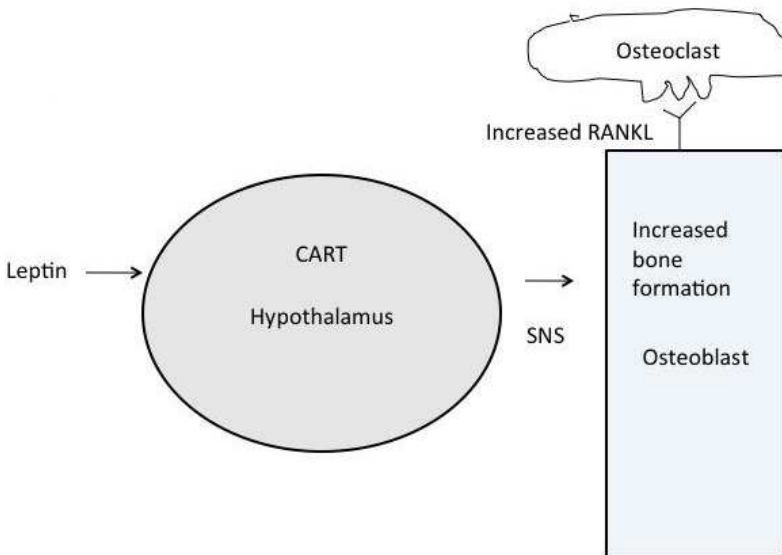 Osteoclast
Increased RANKL
Leptin
CART
Hypothalamus
SNS
Increased
bone
formation
Osteoblast